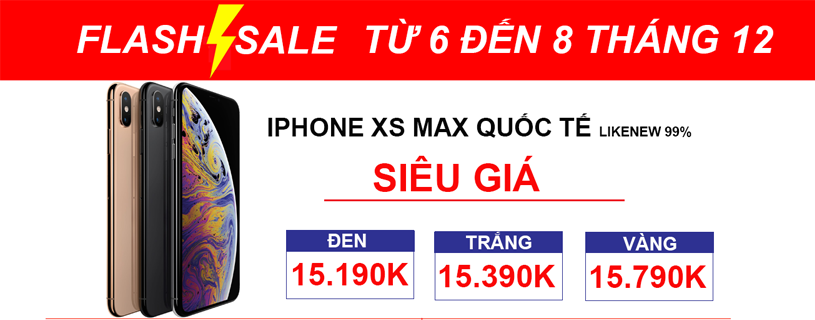 FLASH SALE TỪ 6 ĐẾN 8 THÁNG 12
IPHONE XS MAX QUỐC TẾ LIKENEW 99%
SIÊU GIÁ
ĐEN TRẮNG VÀNG
15.190K 15.390K 15.790K